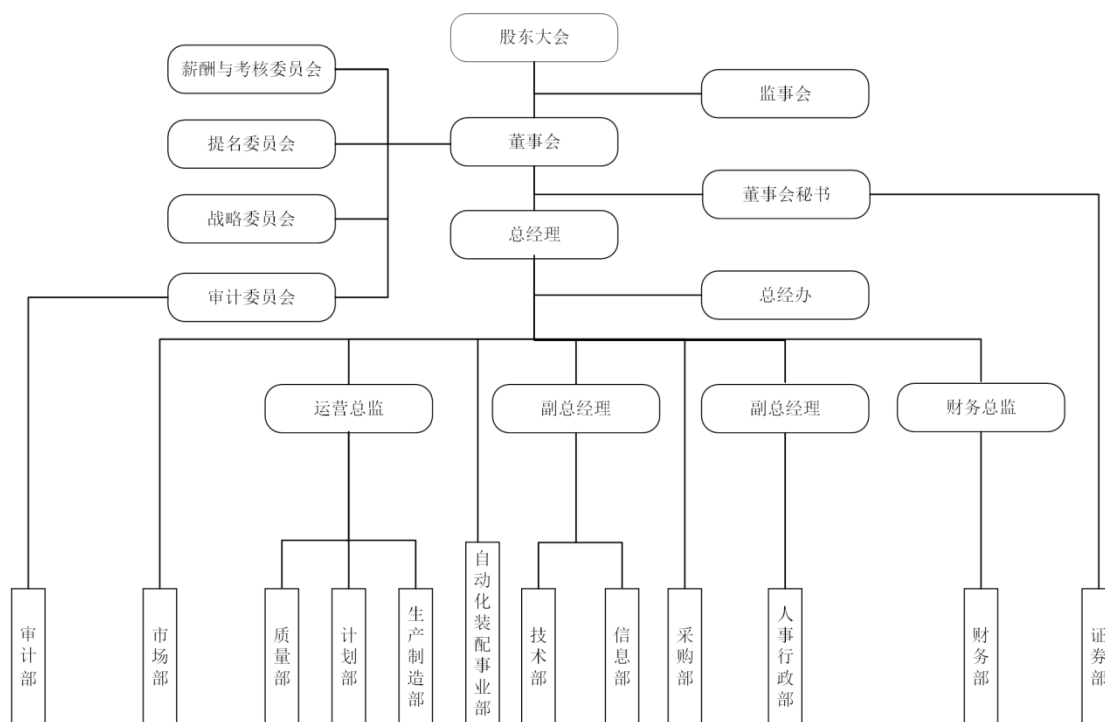 股东大会
薪酬与考核委员会
监事会
提名委员会
董事会
战略委员会
董事会秘书
总经理
审计委员会
总经办
运营总监
副总经理
副总经理
财务总监
审计部
市场部
质量部
计划部
生产制造部
自动化装配事业部
技术部
信息部
采购部
人事行政部
财务部
证券部